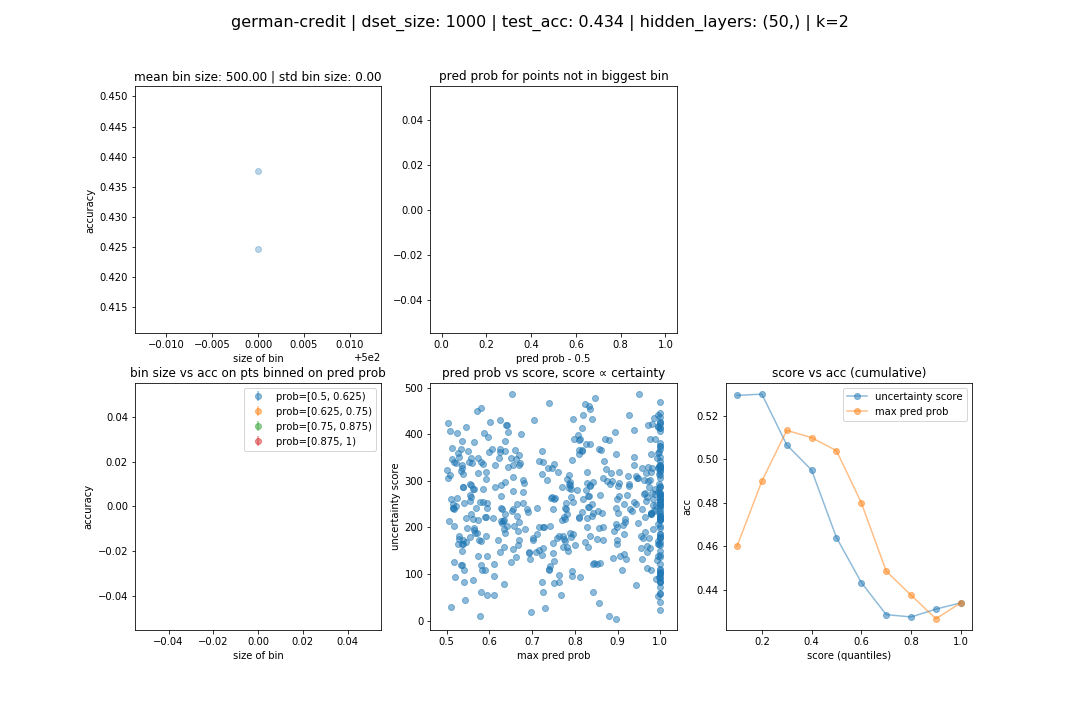 german-credit | dset_size: 1000 | test_acc: 0.434 | hidden_layers: (50,) | k=2
mean bin size: 500.00 | std bin size: 0.00
0.450
0.445
0.440
0.435
0.430
0.425
0.420
0.415
accuracy
−0.010 −0.005 0.000 0.005 0.010
+5e2
size of bin
pred prob for points not in biggest bin
0.04
0.02
0.00
−0.02
−0.04
0.0 0.2 0.4 0.6 0.8 1.0
pred prob - 0.5
bin size vs acc on pts binned on pred prob
prob=[0.5, 0.625)
prob=[0.625, 0.75)
prob=[0.75, 0.875)
prob=[0.875, 1)
0.04
0.02
0.00
−0.02
−0.04
accuracy
−0.04 −0.02 0.00 0.02 0.04
size of bin
pred prob vs score, score ∝ certainty
500
400
300
200
100
0
uncertainty score
0.5 0.6 0.7 0.8 0.9 1.0
max pred prob
score vs acc (cumulative)
uncertainty score
max pred prob
0.52
0.50
0.48
0.46
0.44
acc
0.2 0.4 0.6 0.8 1.0
score (quantiles)